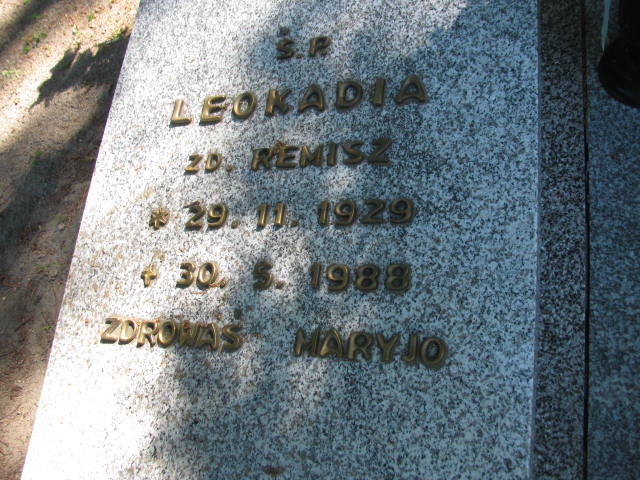 Ś.P.
LEOKADIA
ZD. REMISZ
* 29. 11. 1929
+ 30. 5. 1988
ZDROWAŚ MARYJO